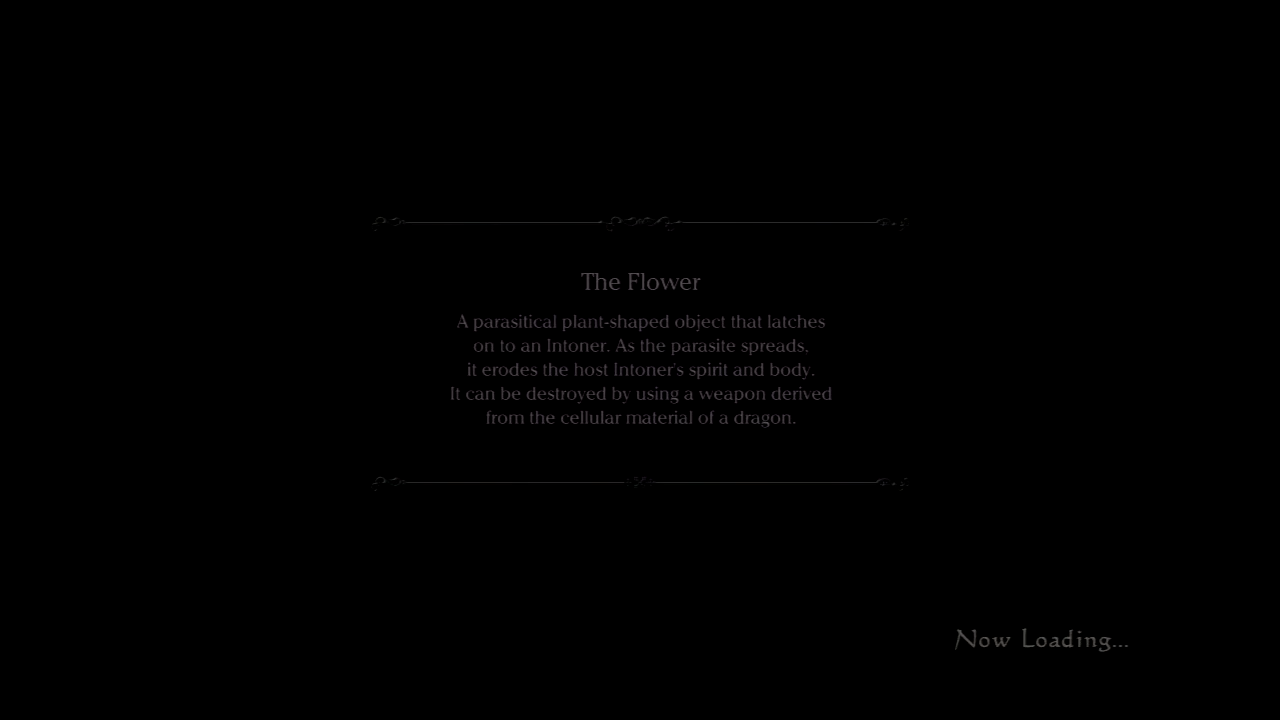 The Flower
A parasitical plant-shaped object that latches
on to an Intoner. As the parasite spreads,
it erodes the host Intoner's spirit and body.
It can be destroyed by using a weapon derived
from the cellular material of a dragon.
Now Loading...